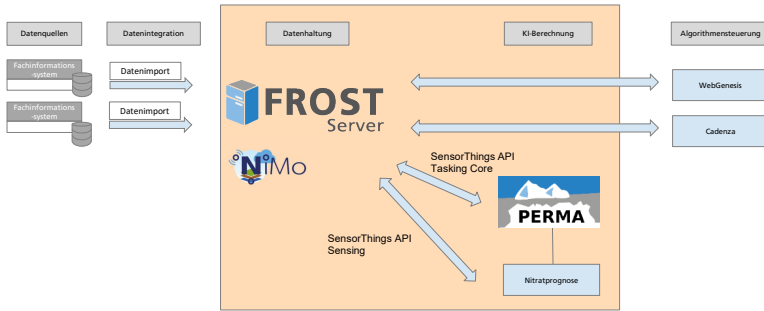 Datenquellen
Datenintegration
Datenhaltung
KI-Berechnung
Algorithmensteuerung
Fachinformations
-system
Datenimport
Fachinformations
-system
Datenimport
FROST
Server
WebGenesis
Cadenza
NiMo
SensorThings API
Tasking Core
PERMA
SensorThings API
Sensing
Nitratprognose